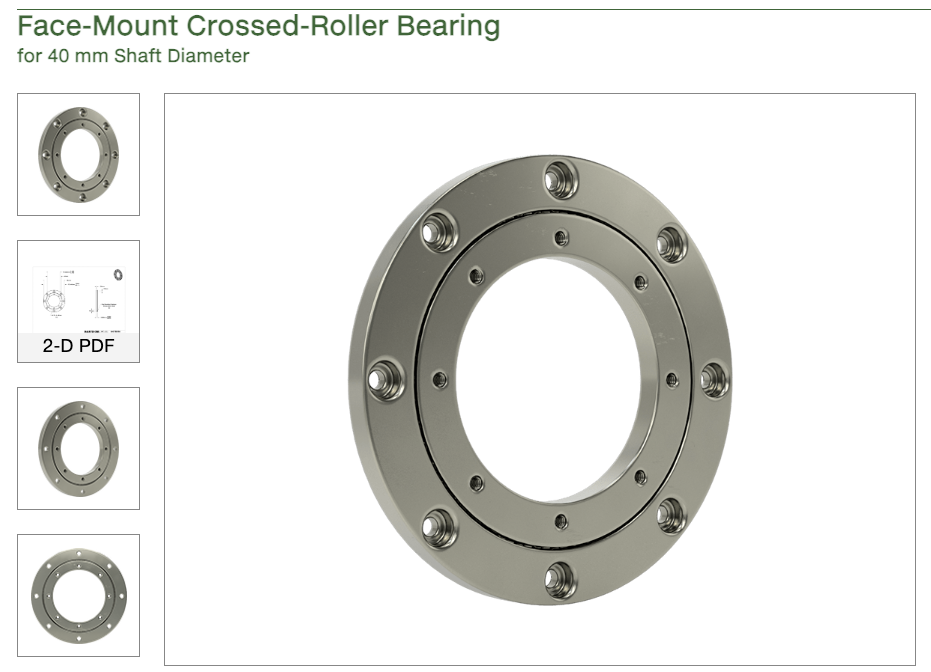 Face-Mount Crossed-Roller Bearing
for 40 mm Shaft Diameter
2-D PDF